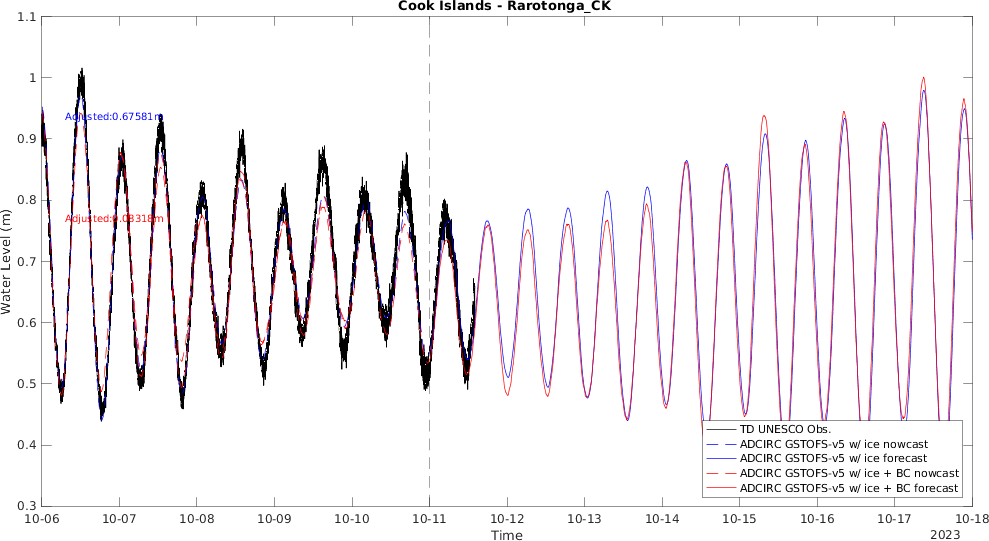 Cook Islands - Rarotonga_CK
1.1
1
0.9
0.8
0.7
0.6
0.5
0.4
0.3
Water Level (m)
Adjusted:0.67581m
Adjusted:0.08318m
TD UNESCO Obs.
ADCIRC GSTOFS-v5 w/ ice nowcast
ADCIRC GSTOFS-v5 w/ ice forecast
ADCIRC GSTOFS-v5 w/ ice + BC nowcast
ADCIRC GSTOFS-v5 w/ ice + BC forecast
10-06 10-07 10-08 10-09 10-10 10-11 10-12 10-13 10-14 10-15 10-16 10-17 10-18
Time
2023